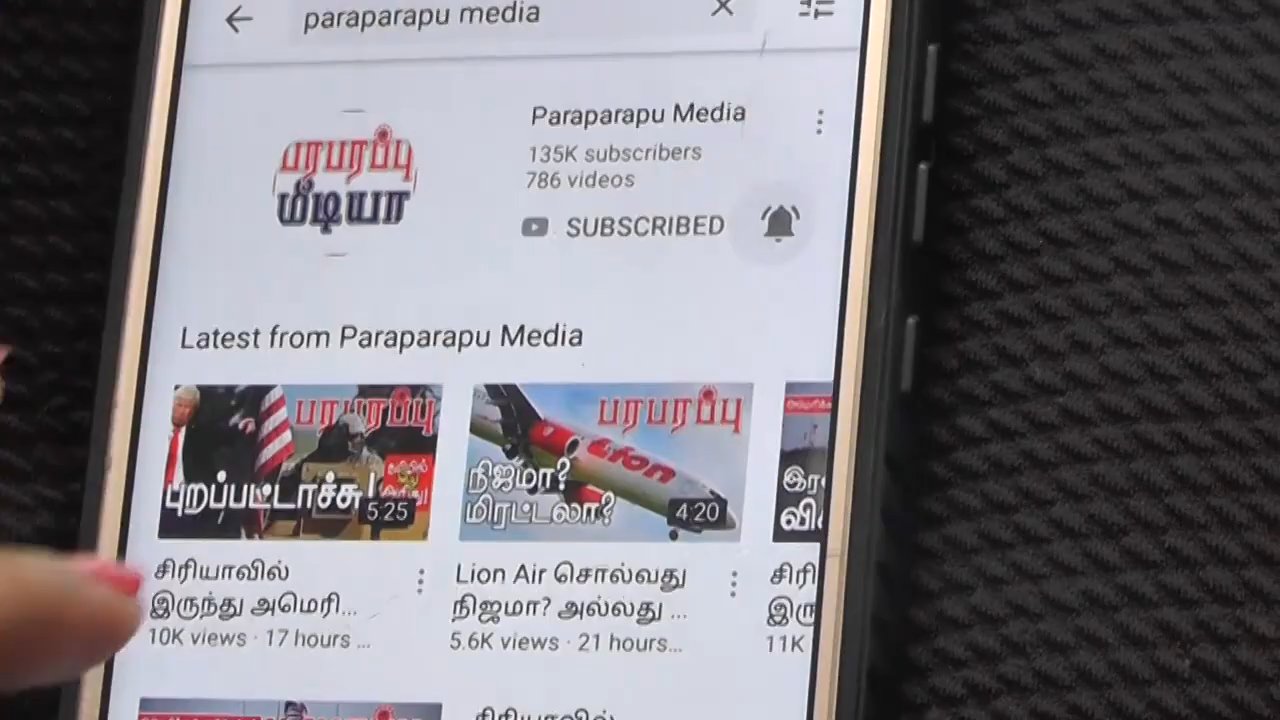 paraparapu media
பரபரப்பு
மீடியா
Paraparapu Media
135K subscribers
786 videos
SUBSCRIBED
Latest from Paraparapu Media
பரபரப்பு
புறப்பட்டாச்சு!
5:25
பரபரப்பு
Lion
நிஜமா?
மிரட்டலா?
4:20
சிரியாவில்
இருந்து அமெரி...
10K views · 17 hours ...
Lion Air சொல்வது
நிஜமா? அல்லது ...
5.6K views · 21 hours...
சிரி
இரு
11K